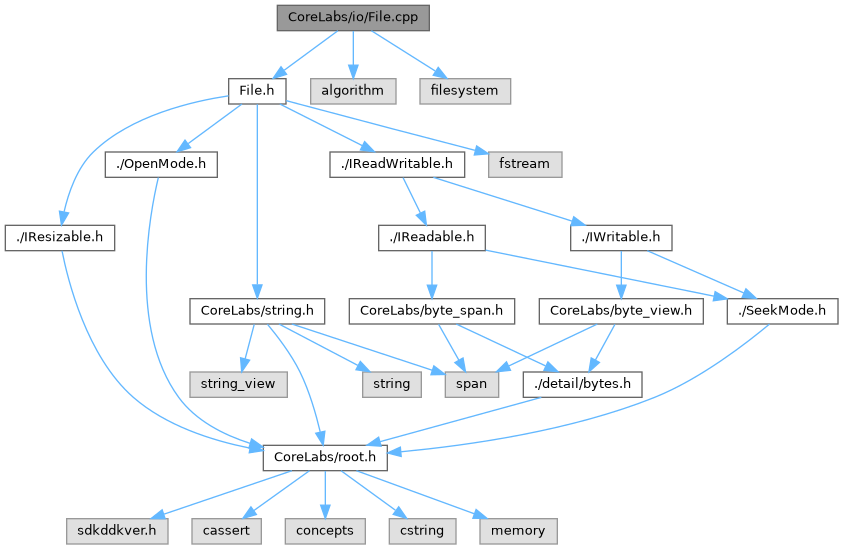 CoreLabs/io/File.cpp
File.h
algorithm
filesystem
./OpenMode.h
./IReadWritable.h
fstream
./IResizable.h
./IReadable.h
./IWritable.h
CoreLabs/string.h
CoreLabs/byte_span.h
CoreLabs/byte_view.h
./SeekMode.h
string_view
string
span
./detail/bytes.h
CoreLabs/root.h
sdkddkver.h
cassert
concepts
cstring
memory